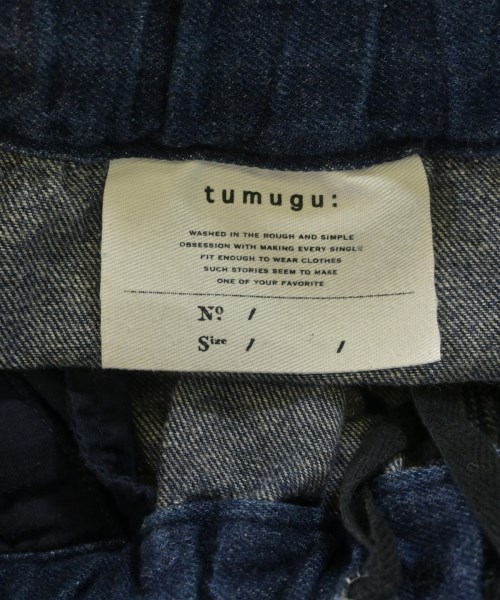 tumugu:
WASHED IN THE ROUGH AND SIMPLE
OBSESSION WITH MAKING EVERY SINGLE
FIT ENOUGH TO WEAR CLOTHES
SUCH STORIES SEEM TO MAKE
ONE OF YOUR FAVORITE
Nº /
Size / /